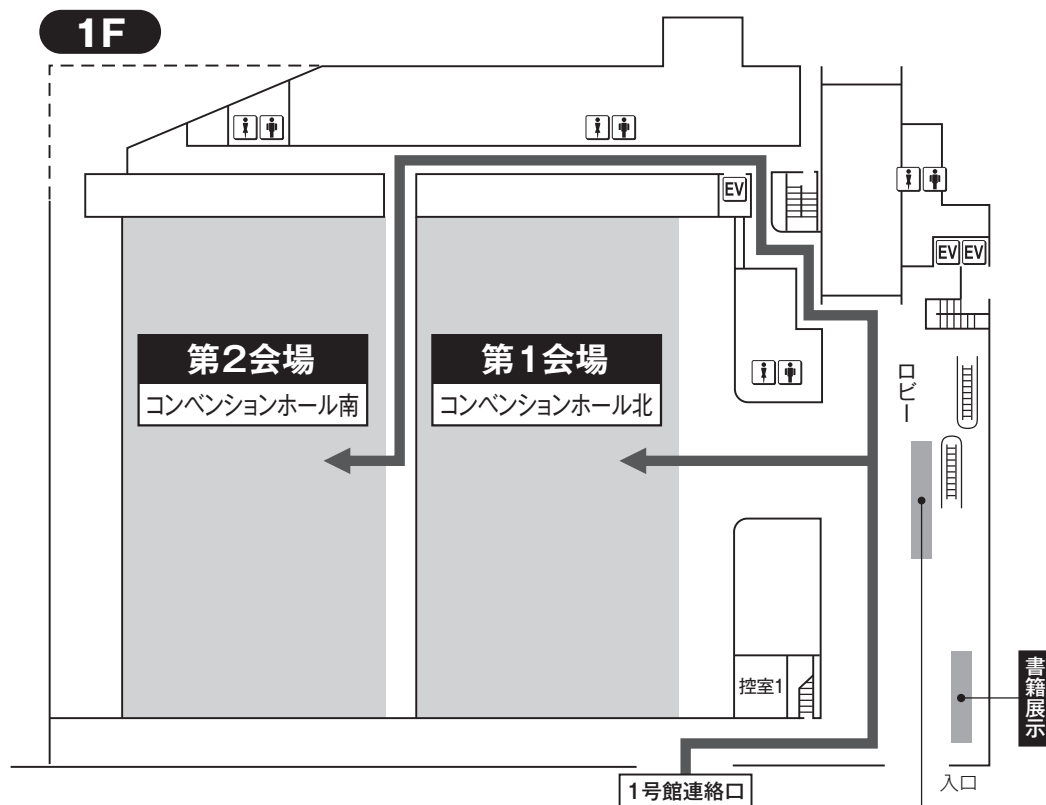 1F
EV
EV EV
第2会場
コンベンションホール南
第1会場
コンベンションホール北
ロビー
書籍展示
控室1
1号館連絡口
入口